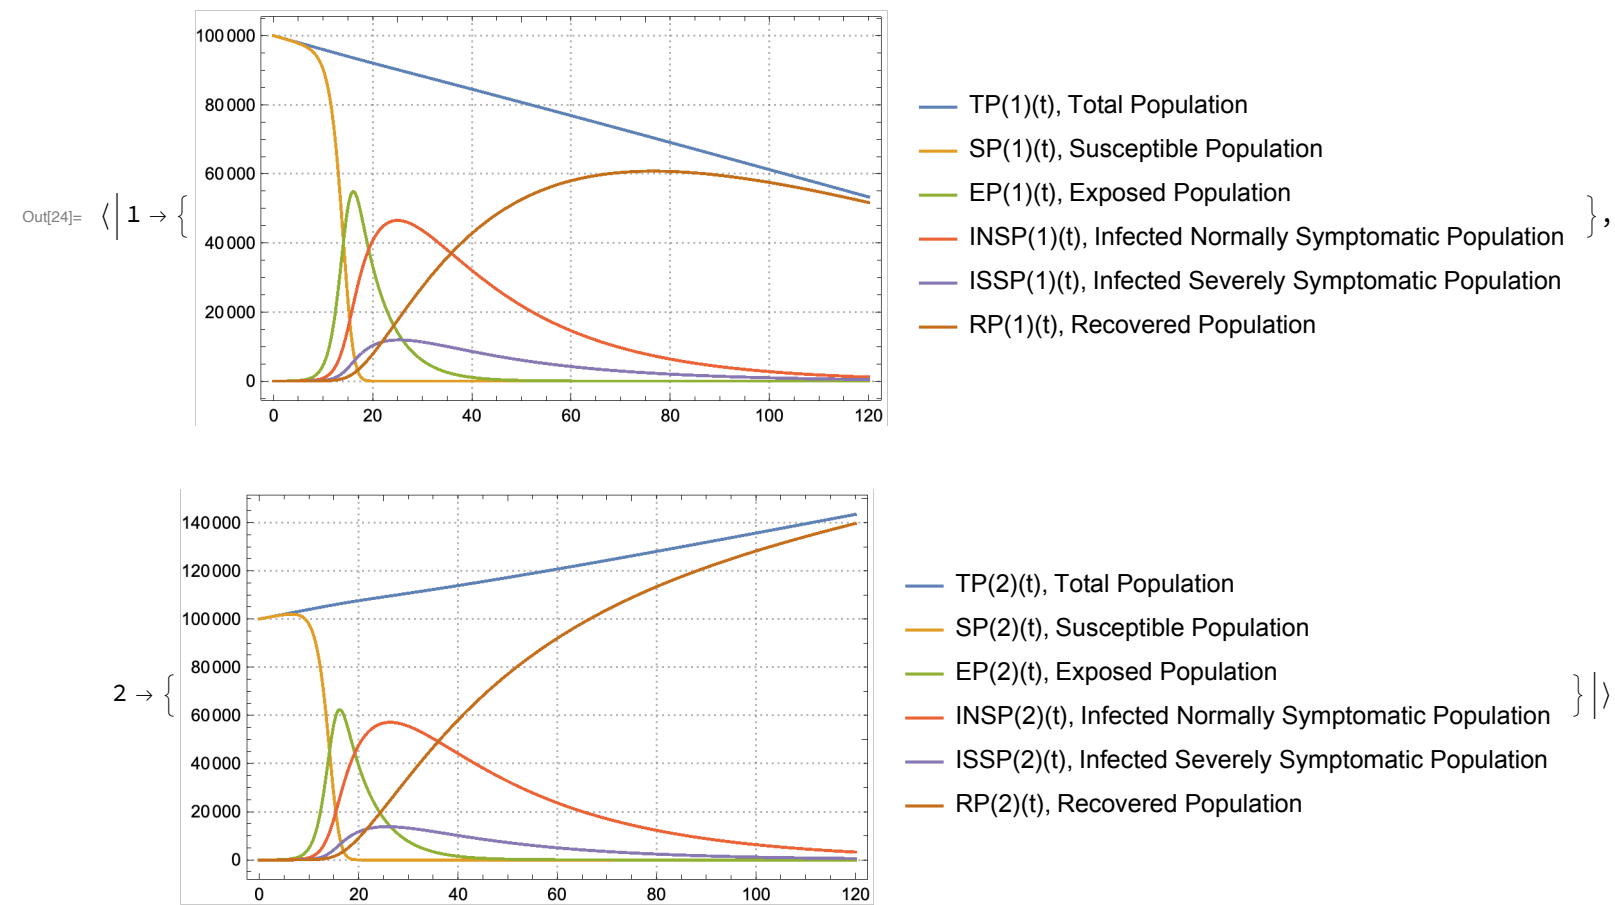 100 000
80 000
60 000
40 000
20 000
0
0 20 40 60 80 100 120
Out[24]= ⟨| 1 → {
TP(1)(t), Total Population
SP(1)(t), Susceptible Population
EP(1)(t), Exposed Population
INSP(1)(t), Infected Normally Symptomatic Population
ISSP(1)(t), Infected Severely Symptomatic Population
RP(1)(t), Recovered Population
},
140 000
120 000
100 000
80 000
60 000
40 000
20 000
0
0 20 40 60 80 100 120
2 → {
TP(2)(t), Total Population
SP(2)(t), Susceptible Population
EP(2)(t), Exposed Population
INSP(2)(t), Infected Normally Symptomatic Population
ISSP(2)(t), Infected Severely Symptomatic Population
RP(2)(t), Recovered Population
} |⟩